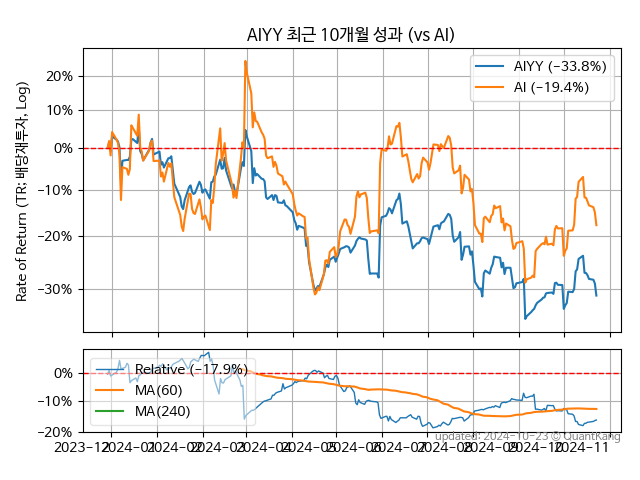 AIYY 최근 10개월 성과 (vs AI)
Rate of Return (TR: 배당재투자, Log)
20%
10%
0%
−10%
−20%
−30%
AIYY (−33.8%)
AI (−19.4%)
0%
−10%
−20%
Relative (−17.9%)
MA(60)
MA(240)
2023−12 2024−01 2024−02 2024−03 2024−04 2024−05 2024−06 2024−07 2024−08 2024−09 2024−10 2024−11
updated: 2024−10−23 © QuantKang